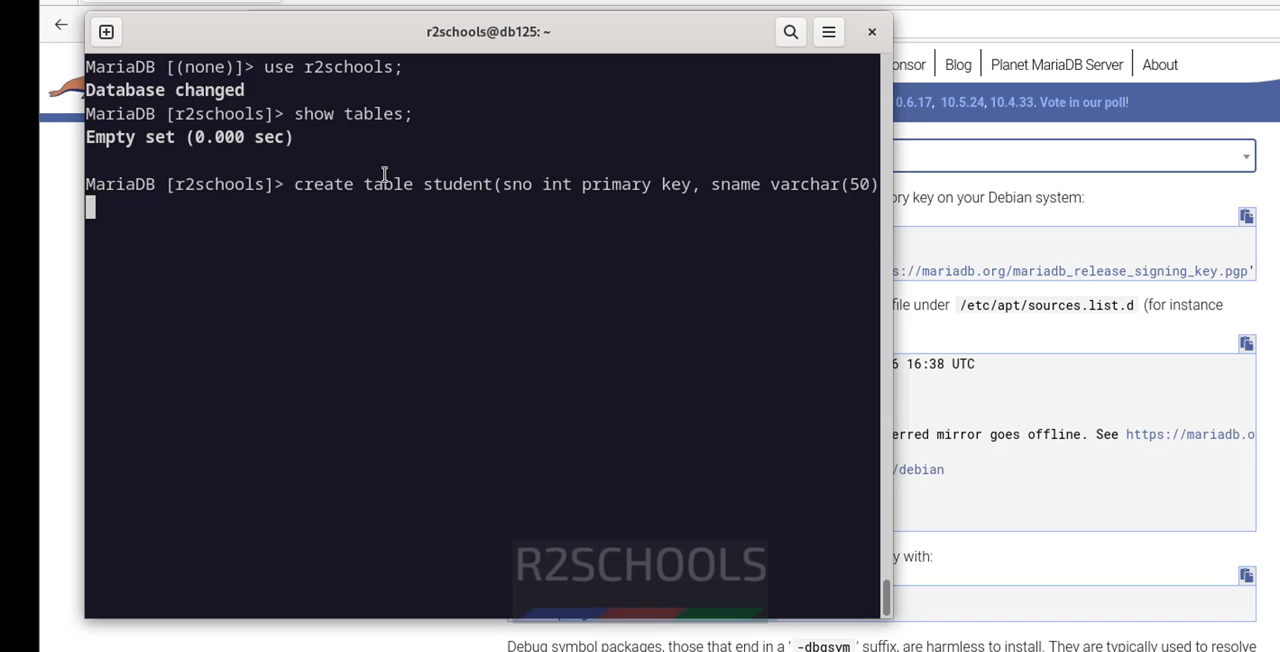 r2schools@db125: ~
MariaDB [(none)]> use r2schools;
Database changed
MariaDB [r2schools]> show tables;
Empty set (0.000 sec)
MariaDB [r2schools]> create table student(sno int primary key, sname varchar(50)
Blog
Planet MariaDB Server
About
0.6.17, 10.5.24, 10.4.33. Vote in our poll!
key on your Debian system:
s://mariadb.org/mariadb_release_signing_key.pgp'
file under /etc/apt/sources.list.d (for instance
6 16:38 UTC
mirror goes offline. See https://mariadb.o
/debian
with:
R2SCHOOLS
Debug symbol packages, those that end in a '-dbgsym' suffix, are harmless to install. They are typically used to resolve